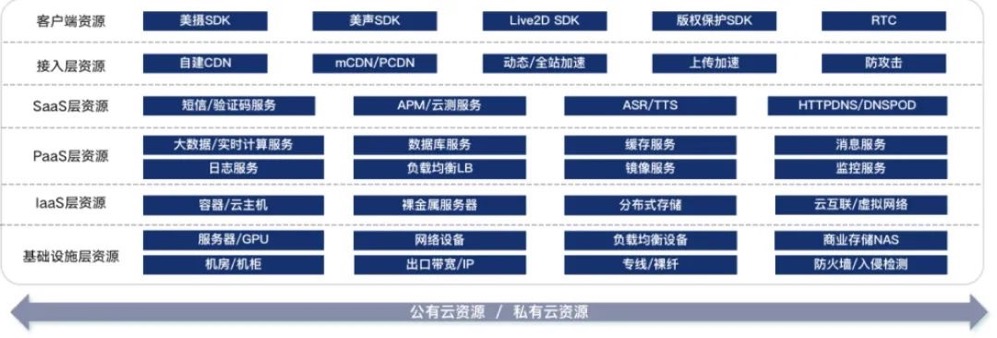 客户端资源 美摄SDK 美声SDK Live2D SDK 版权保护SDK RTC
接入层资源 自建CDN mCDN/PCDN 动态/全站加速 上传加速 防攻击
SaaS层资源 短信/验证码服务 APM/云测服务 ASR/TTS HTTPDNS/DNSPOD
PaaS层资源 大数据/实时计算服务 数据库服务 缓存服务 消息服务
日志服务 负载均衡LB 镜像服务 监控服务
IaaS层资源 容器/云主机 裸金属服务器 分布式存储 云互联/虚拟网络
基础设施层资源 服务器/GPU 网络设备 负载均衡设备 商业存储NAS
机房/机柜 出口带宽/IP 专线/裸纤 防火墙/入侵检测
公有云资源 / 私有云资源